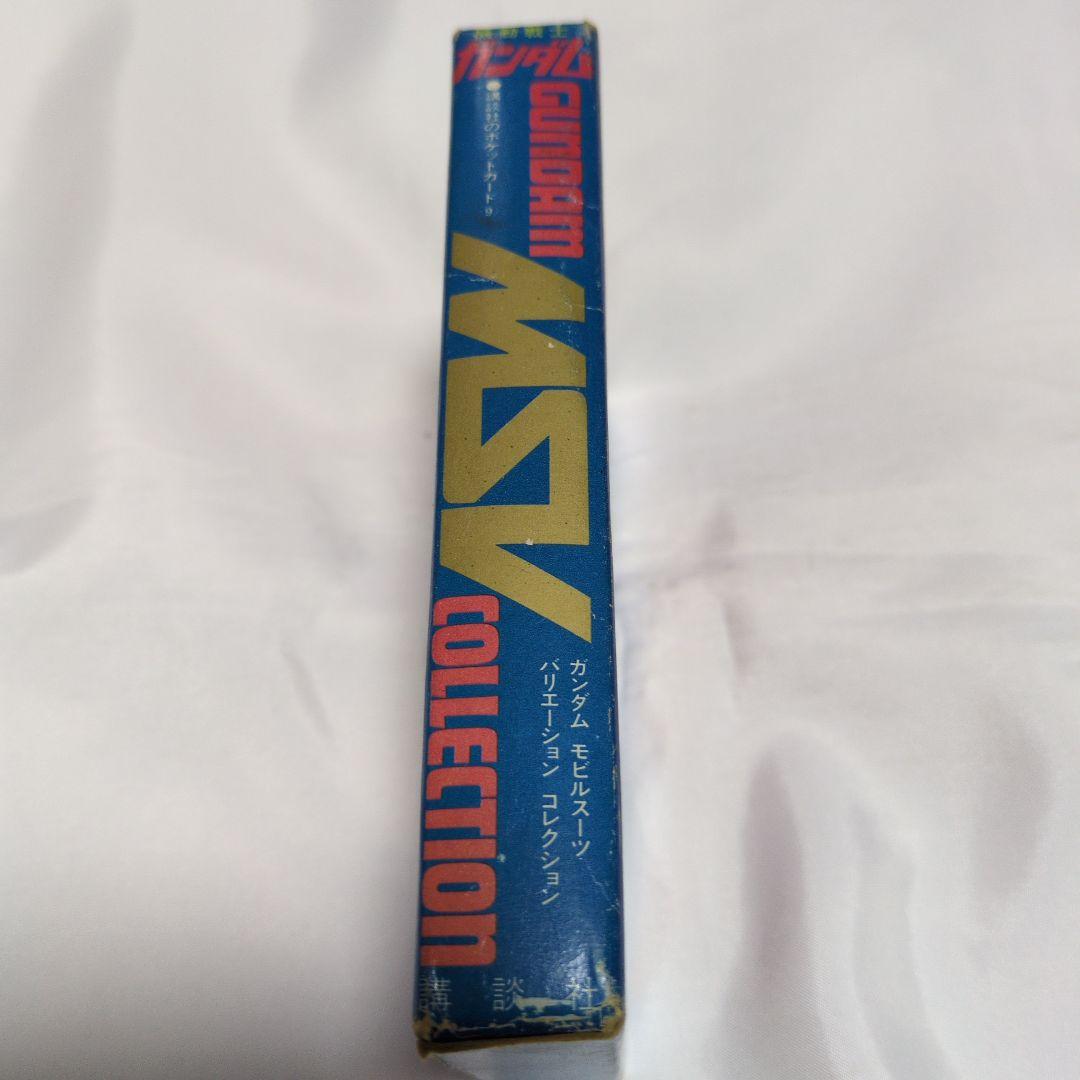 機動戦士
ガンダム
●講談社のポケットカード9
GUNDAM
MSV
COLLECTION
ガンダム モビルスーツ
バリエーション コレクション
講談社